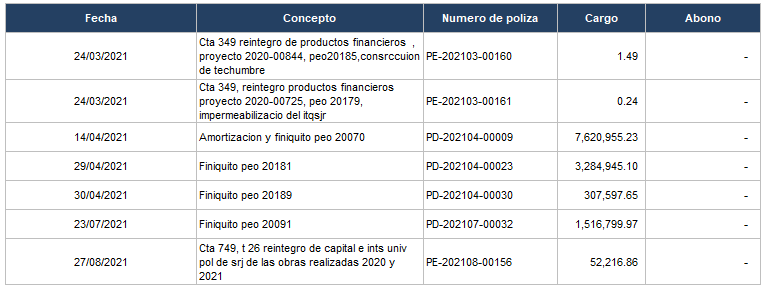 Fecha Concepto Numero de poliza Cargo Abono
Cta 349 reintegro de productos financieros ,
24/03/2021 proyecto 2020-00844, peo20185,consrccuion PE-202103-00160 1.49 -
de techumbre
Cta 349, reintegro productos financieros
24/03/2021 proyecto 2020-00725, peo 20179, PE-202103-00161 0.24 -
impermeabilizacio del itqsjr
14/04/2021 Amortizacion y finiquito peo 20070 PD-202104-00009 7,620,955.23 -
29/04/2021 Finiquito peo 20181 PD-202104-00023 3,284,945.10 -
30/04/2021 Finiquito peo 20189 PD-202104-00030 307,597.65 -
23/07/2021 Finiquito peo 20091 PD-202107-00032 1,516,799.97 -
Cta 749, t 26 reintegro de capital e ints univ
27/08/2021 pol de srj de las obras realizadas 2020 y PE-202108-00156 52,216.86 -
2021